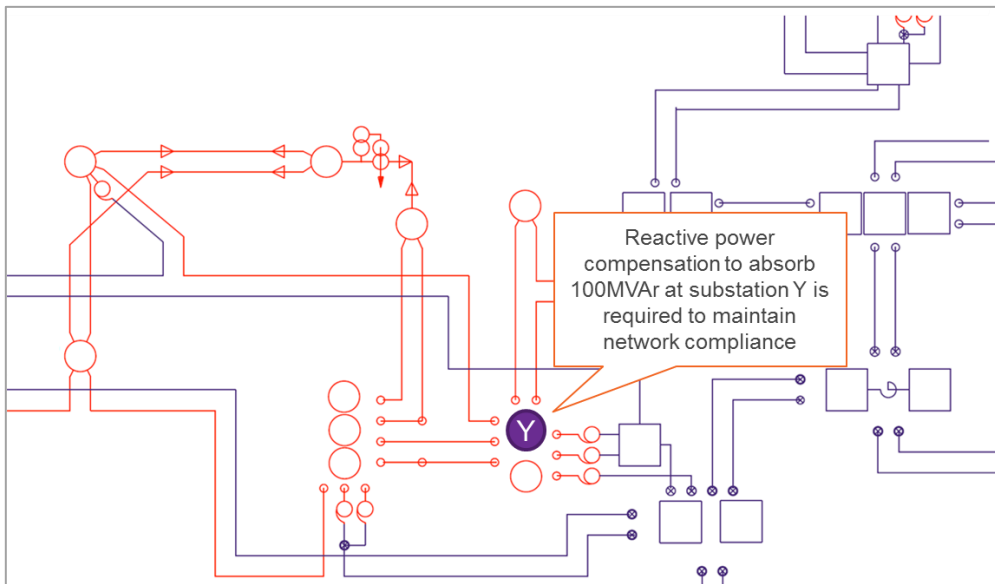 Reactive power
compensation to absorb
100MVAr at substation Y is
required to maintain
network compliance
Y